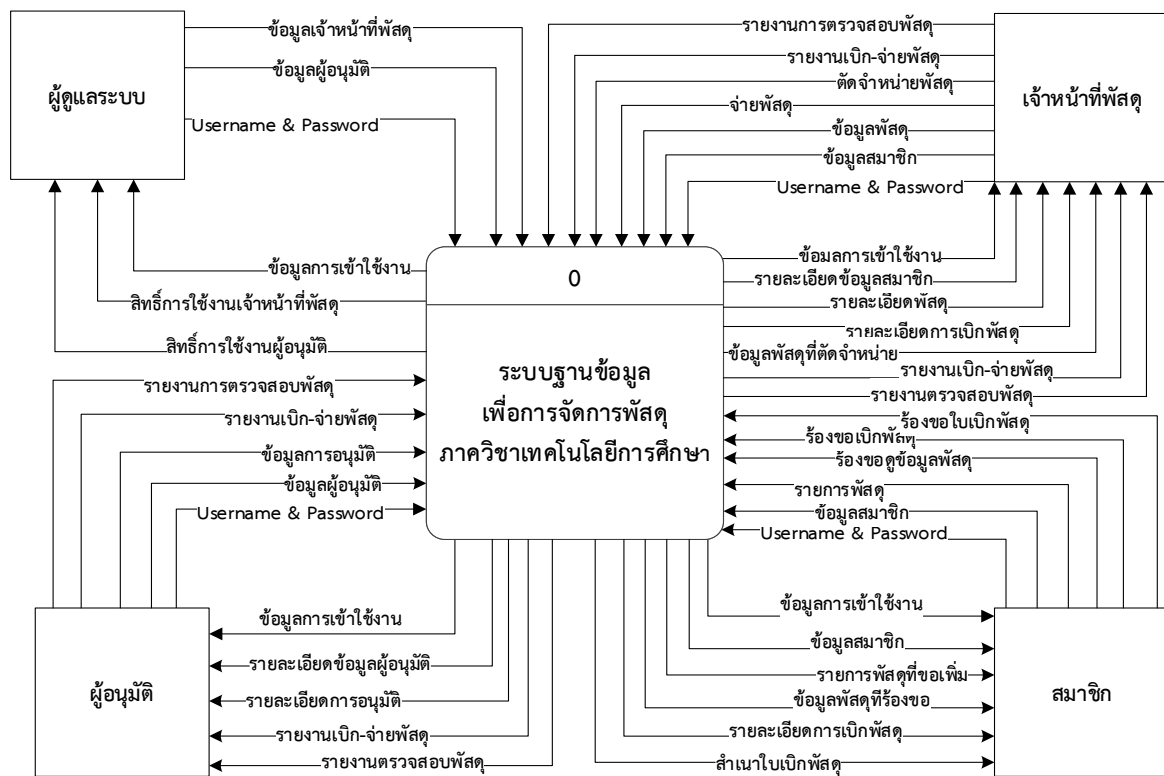 ข้อมูลเจ้าหน้าที่พัสดุ
ข้อมูลผู้อนุมัติ
ผู้ดูแลระบบ
Username & Password
ข้อมูลการเข้าใช้งาน
สิทธิ์การใช้งานเจ้าหน้าที่พัสดุ
สิทธิ์การใช้งานผู้อนุมัติ
รายงานการตรวจสอบพัสดุ
รายงานเบิก-จ่ายพัสดุ
ตัดจำหน่ายพัสดุ
จ่ายพัสดุ
ข้อมูลพัสดุ
ข้อมูลสมาชิก
Username & Password
เจ้าหน้าที่พัสดุ
ข้อมลการเข้าใช้งาน
รายละเอียดข้อมูลสมาชิก
รายละเอียดพัสดุ
รายละเอียดการเบิกพัสดุ
ข้อมูลพัสดุที่ตัดจำหน่าย
รายงานเบิก-จ่ายพัสดุ
รายงานตรวจสอบพัสดุ
0
ระบบฐานข้อมูล
เพื่อการจัดการพัสดุ
ภาควิชาเทคโนโลยีการศึกษา
รายงานการตรวจสอบพัสดุ
รายงานเบิก-จ่ายพัสดุ
ข้อมูลการอนุมัติ
ข้อมูลผู้อนุมัติ
Username & Password
ร้องขอใบเบิกพัสดุ
ร้องขอเบิกพัสดุ
ร้องขอดูข้อมูลพัสดุ
รายการพัสดุ
ข้อมูลสมาชิก
Username & Password
ผู้อนุมัติ
ข้อมูลการเข้าใช้งาน
รายละเอียดข้อมูลผู้อนุมัติ
รายละเอียดการอนุมัติ
รายงานเบิก-จ่ายพัสดุ
รายงานตรวจสอบพัสดุ
ข้อมูลการเข้าใช้งาน
ข้อมูลสมาชิก
รายการพัสดุที่ขอเพิ่ม
ข้อมูลพัสดุทีร้องขอ
รายละเอียดการเบิกพัสดุ
สำเนาใบเบิกพัสดุ
สมาชิก